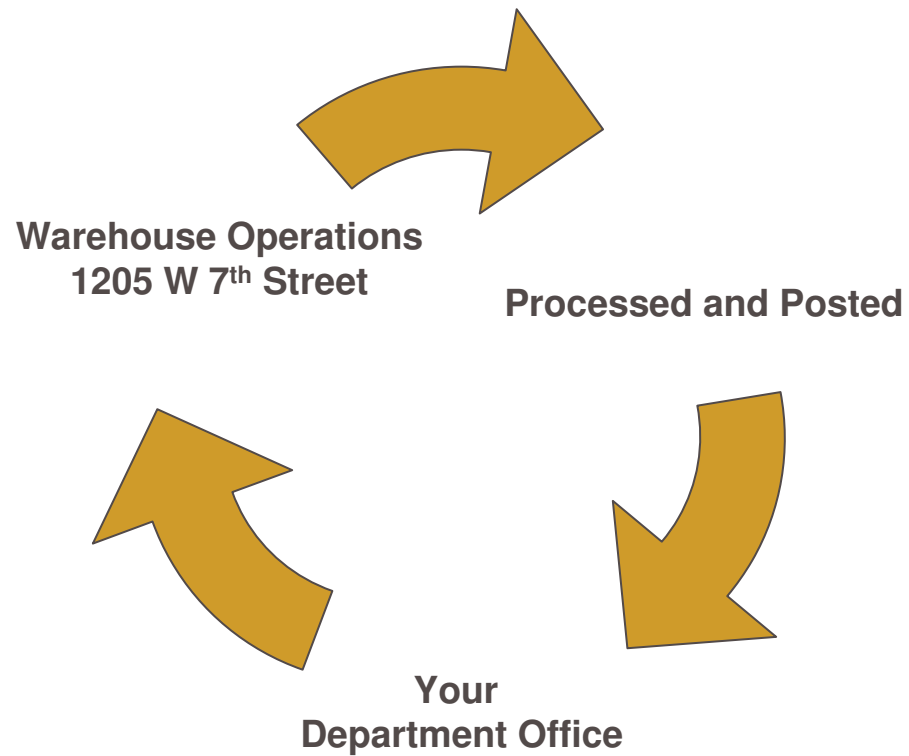 Warehouse Operations
1205 W 7th Street
Processed and Posted
Your
Department Office